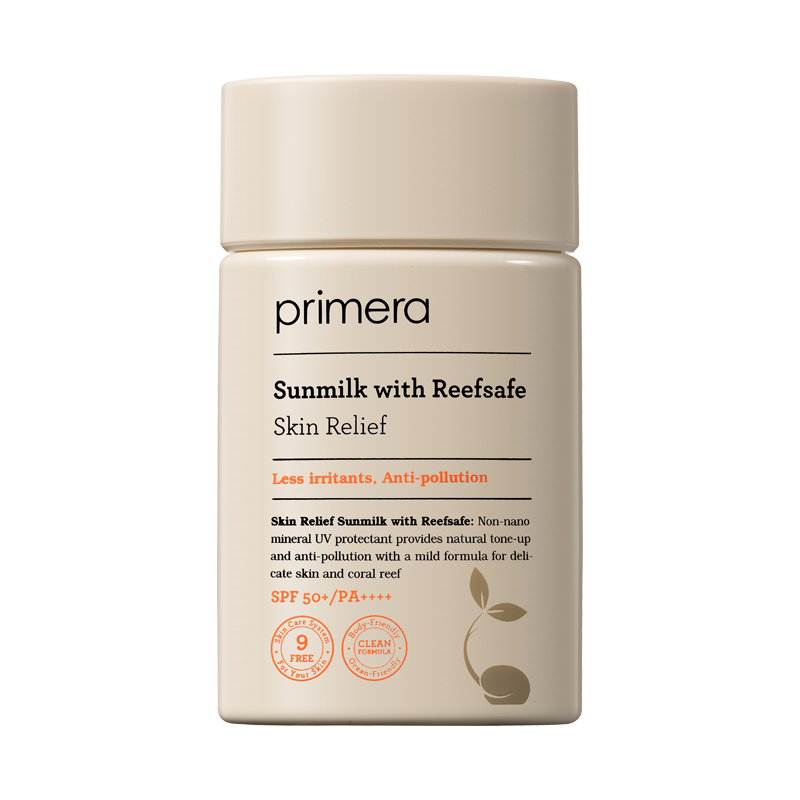 primera
Sunmilk with Reefsafe
Skin Relief
Less irritants, Anti-pollution
Skin Relief Sunmilk with Reefsafe: Non-nano
mineral UV protectant provides natural tone-up
and anti-pollution with a mild formula for deli-
cate skin and coral reef
SPF 50+/PA++++
Skin Care System
9
FREE
For Your Skin
Body-Friendly
CLEAN
FORMULA
Ocean-Friendly